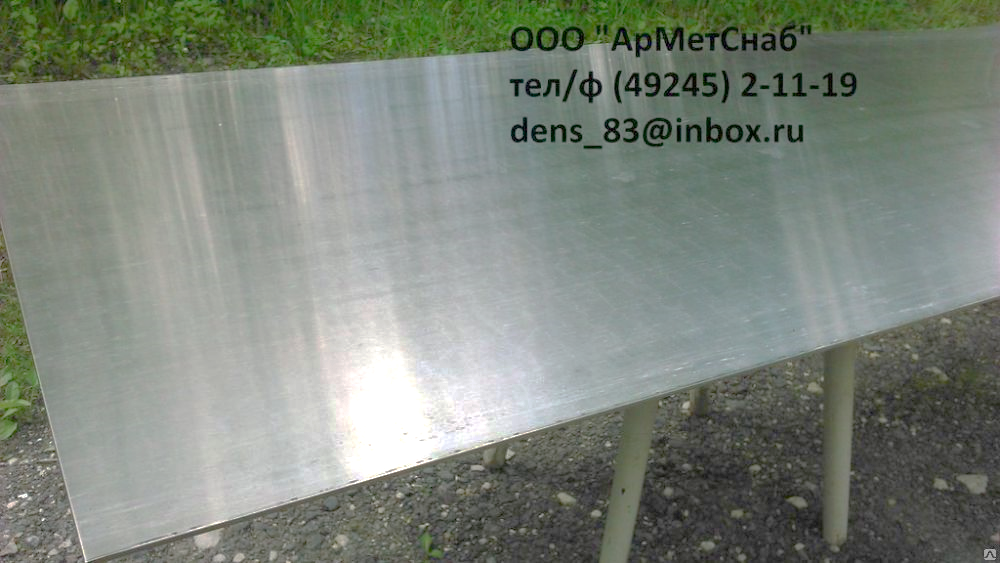 ООО "АрМетСнаб"
тел/ф (49245) 2-11-19
dens_83@inbox.ru